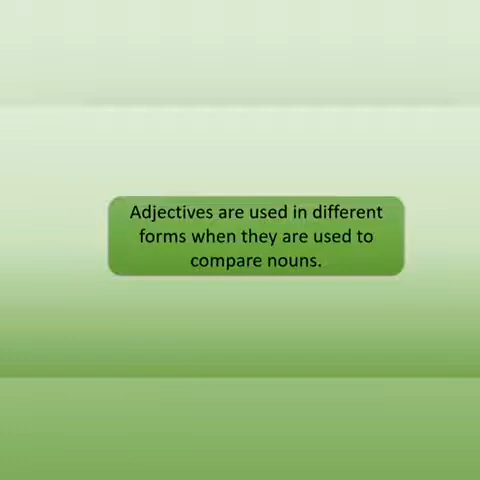 Adjectives are used in different
forms when they are used to
compare nouns.